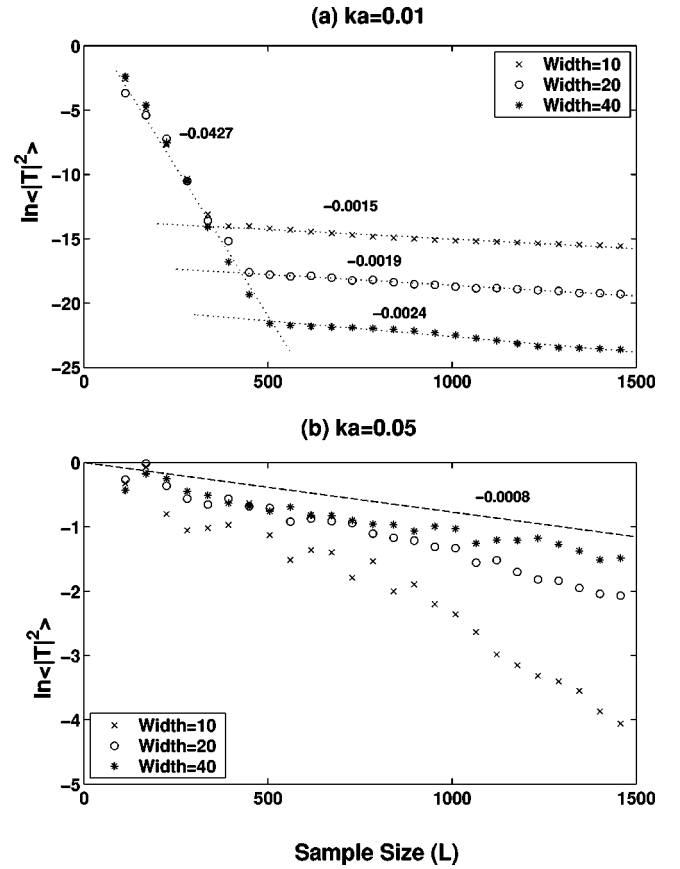 (a) ka=0.01
0
−5
−10
−15
−20
−25
ln<|T|²>
× Width=10
○ Width=20
* Width=40
−0.0427
−0.0015
−0.0019
−0.0024
0 500 1000 1500
(b) ka=0.05
0
−1
−2
−3
−4
−5
ln<|T|²>
−0.0008
× Width=10
○ Width=20
* Width=40
0 500 1000 1500
Sample Size (L)